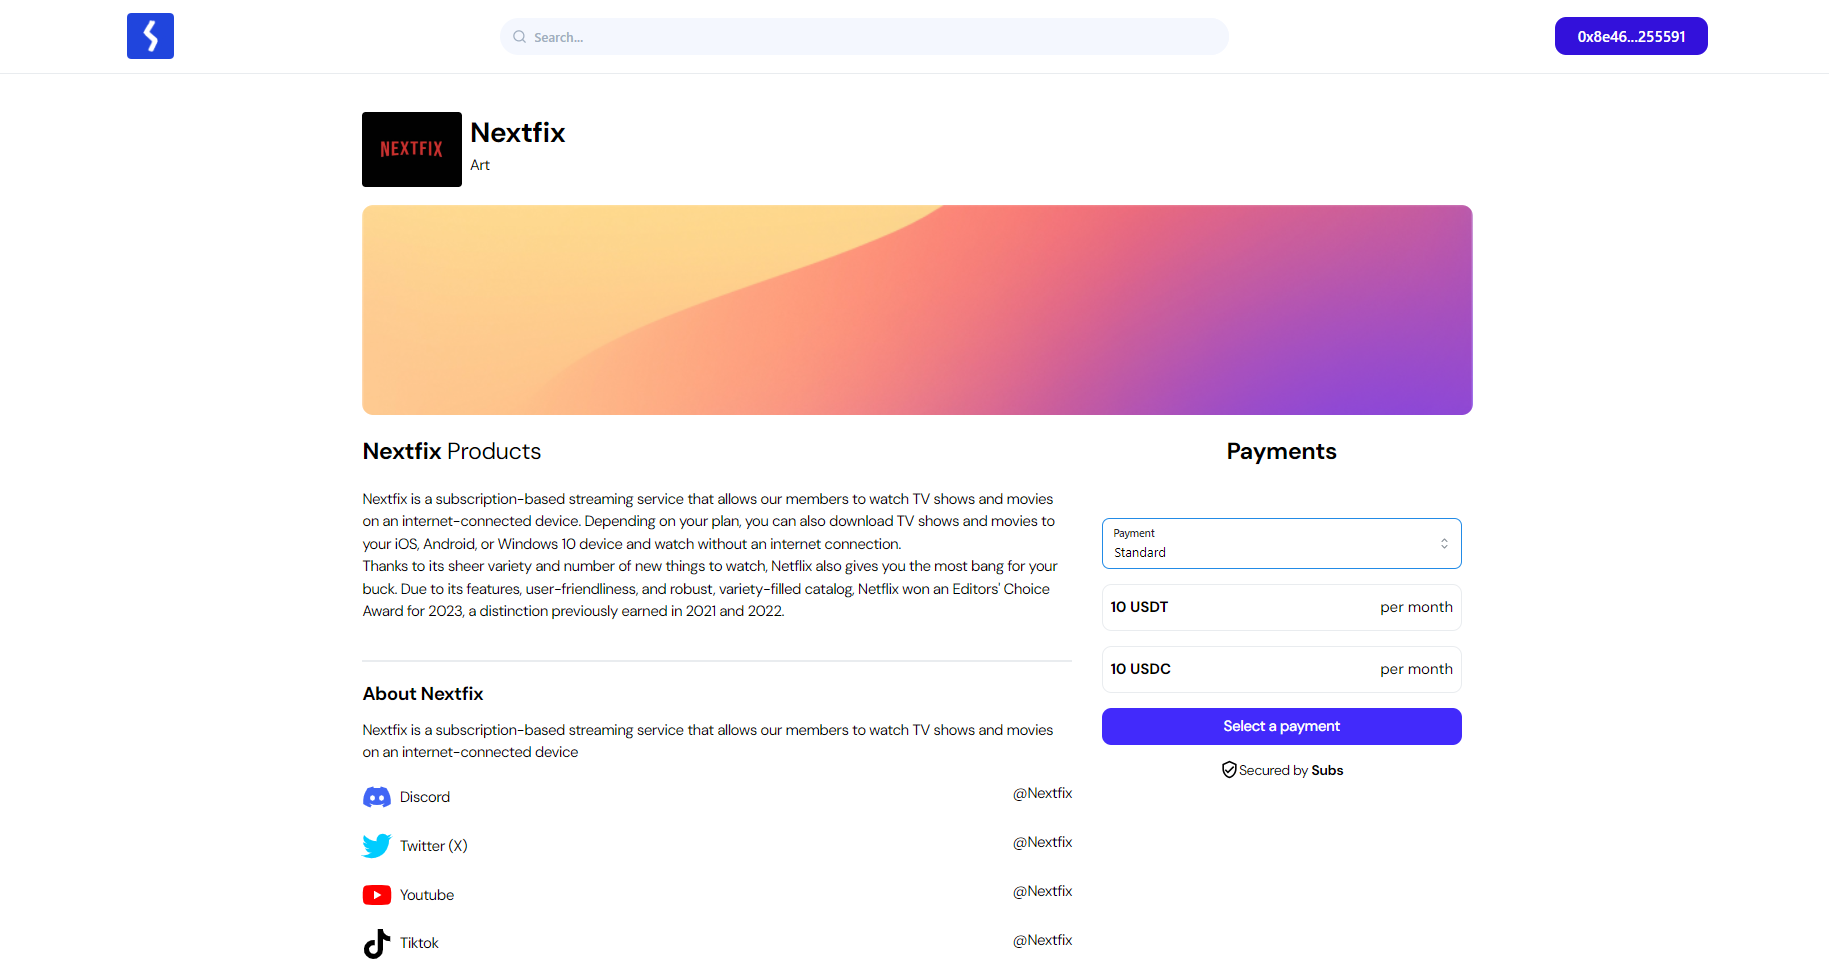 Search...
0x8e46...255591
NEXTFIX
Nextfix
Art
Nextfix Products
Nextfix is a subscription-based streaming service that allows our members to watch TV shows and movies
on an internet-connected device. Depending on your plan, you can also download TV shows and movies to
your iOS, Android, or Windows 10 device and watch without an internet connection.
Thanks to its sheer variety and number of new things to watch, Netflix also gives you the most bang for your
buck. Due to its features, user-friendliness, and robust, variety-filled catalog, Netflix won an Editors' Choice
Award for 2023, a distinction previously earned in 2021 and 2022.
About Nextfix
Nextfix is a subscription-based streaming service that allows our members to watch TV shows and movies
on an internet-connected device
Discord @Nextfix
Twitter (X) @Nextfix
Youtube @Nextfix
Tiktok @Nextfix
Payments
Payment
Standard
10 USDT per month
10 USDC per month
Select a payment
Secured by Subs